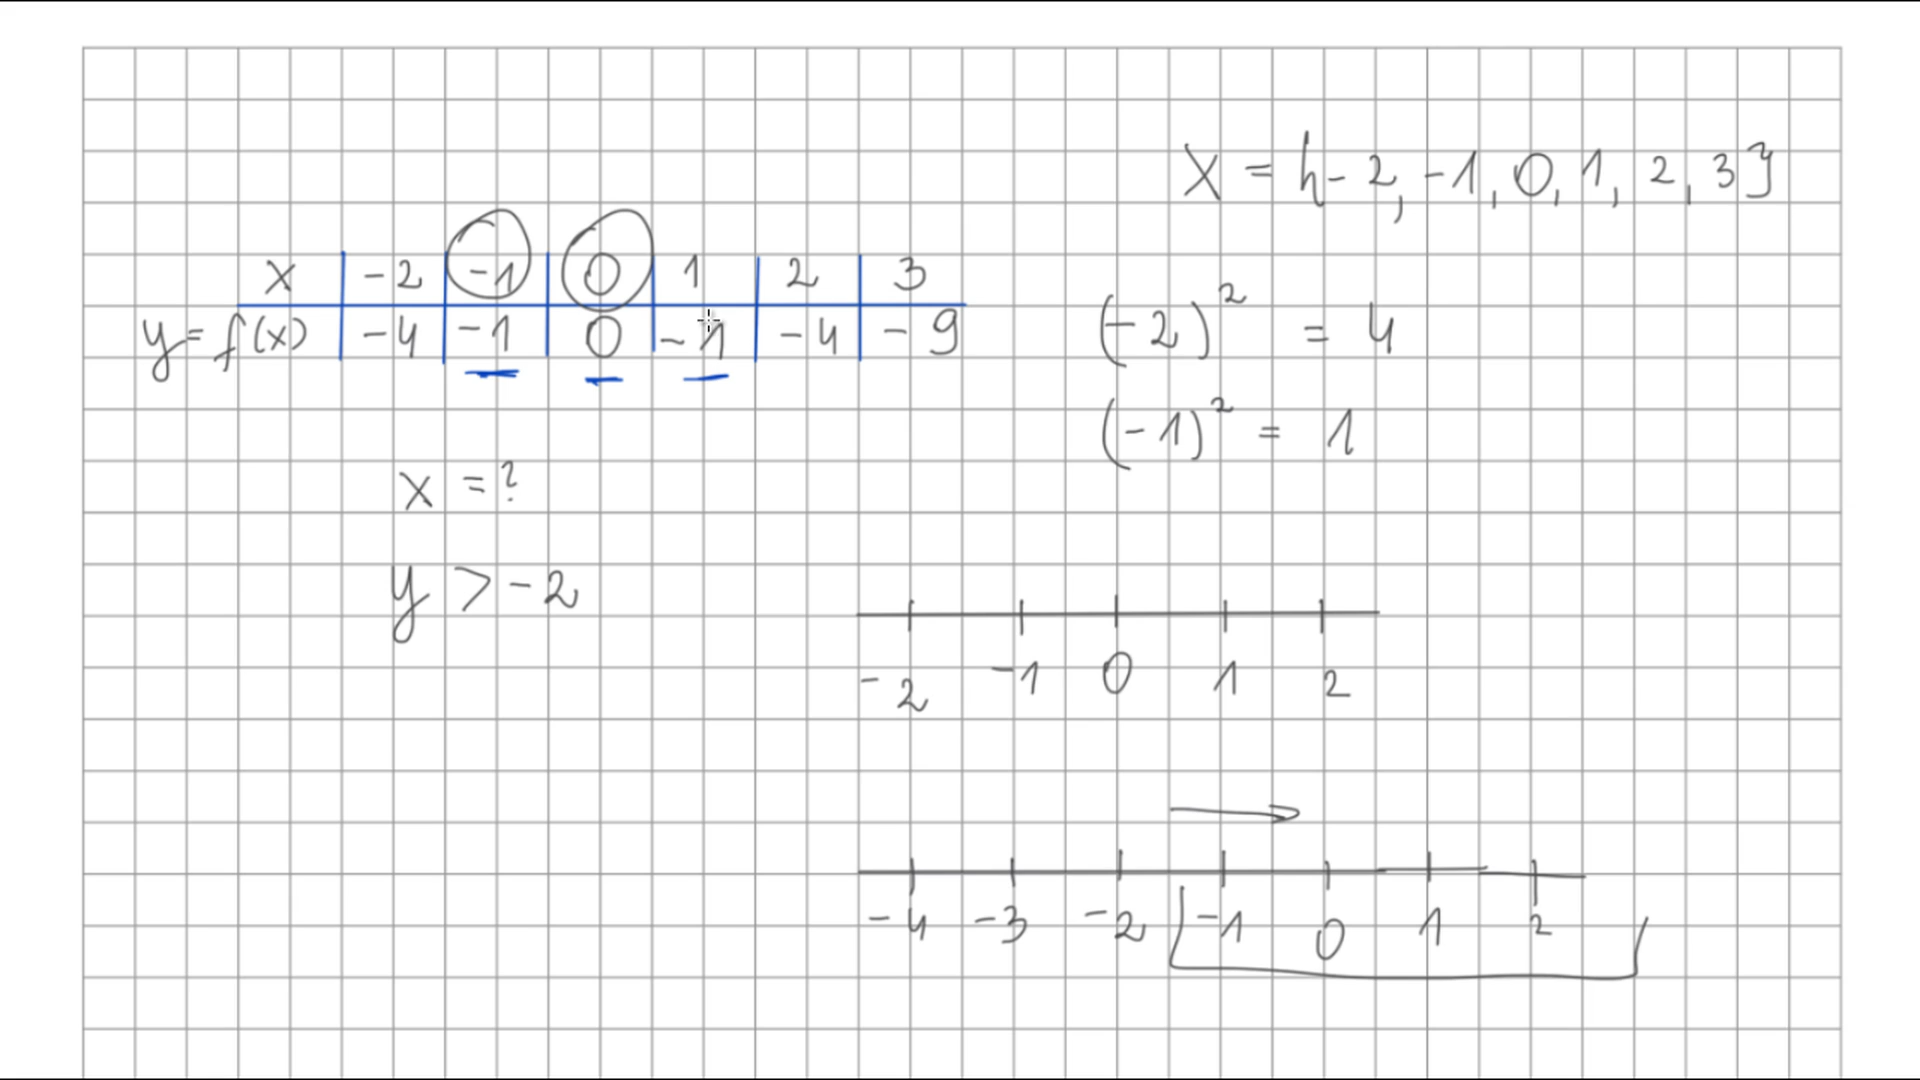 X = {-2, -1, 0, 1, 2, 3}
x -2 -1 0 1 2 3
y = f(x) -4 -1 0 -1 -4 -9
(-2)² = 4
(-1)² = 1
x = ?
y > -2
-2 -1 0 1 2
-4 -3 -2 -1 0 1 2